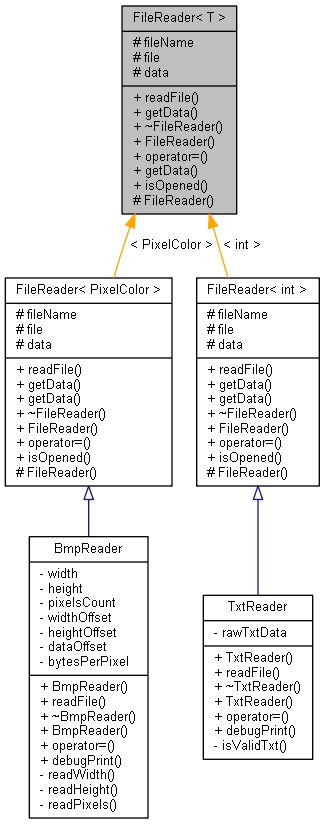 FileReader< T >
# fileName
# file
# data
+ readFile()
+ getData()
+ ~FileReader()
+ FileReader()
+ operator=()
+ getData()
+ isOpened()
# FileReader()
< PixelColor >
< int >
FileReader< PixelColor >
# fileName
# file
# data
+ readFile()
+ getData()
+ getData()
+ ~FileReader()
+ FileReader()
+ operator=()
+ isOpened()
# FileReader()
FileReader< int >
# fileName
# file
# data
+ readFile()
+ getData()
+ getData()
+ ~FileReader()
+ FileReader()
+ operator=()
+ isOpened()
# FileReader()
BmpReader
- width
- height
- pixelsCount
- widthOffset
- heightOffset
- dataOffset
- bytesPerPixel
+ BmpReader()
+ readFile()
+ ~BmpReader()
+ BmpReader()
+ operator=()
+ debugPrint()
- readWidth()
- readHeight()
- readPixels()
TxtReader
- rawTxtData
+ TxtReader()
+ readFile()
+ ~TxtReader()
+ TxtReader()
+ operator=()
+ debugPrint()
- isValidTxt()